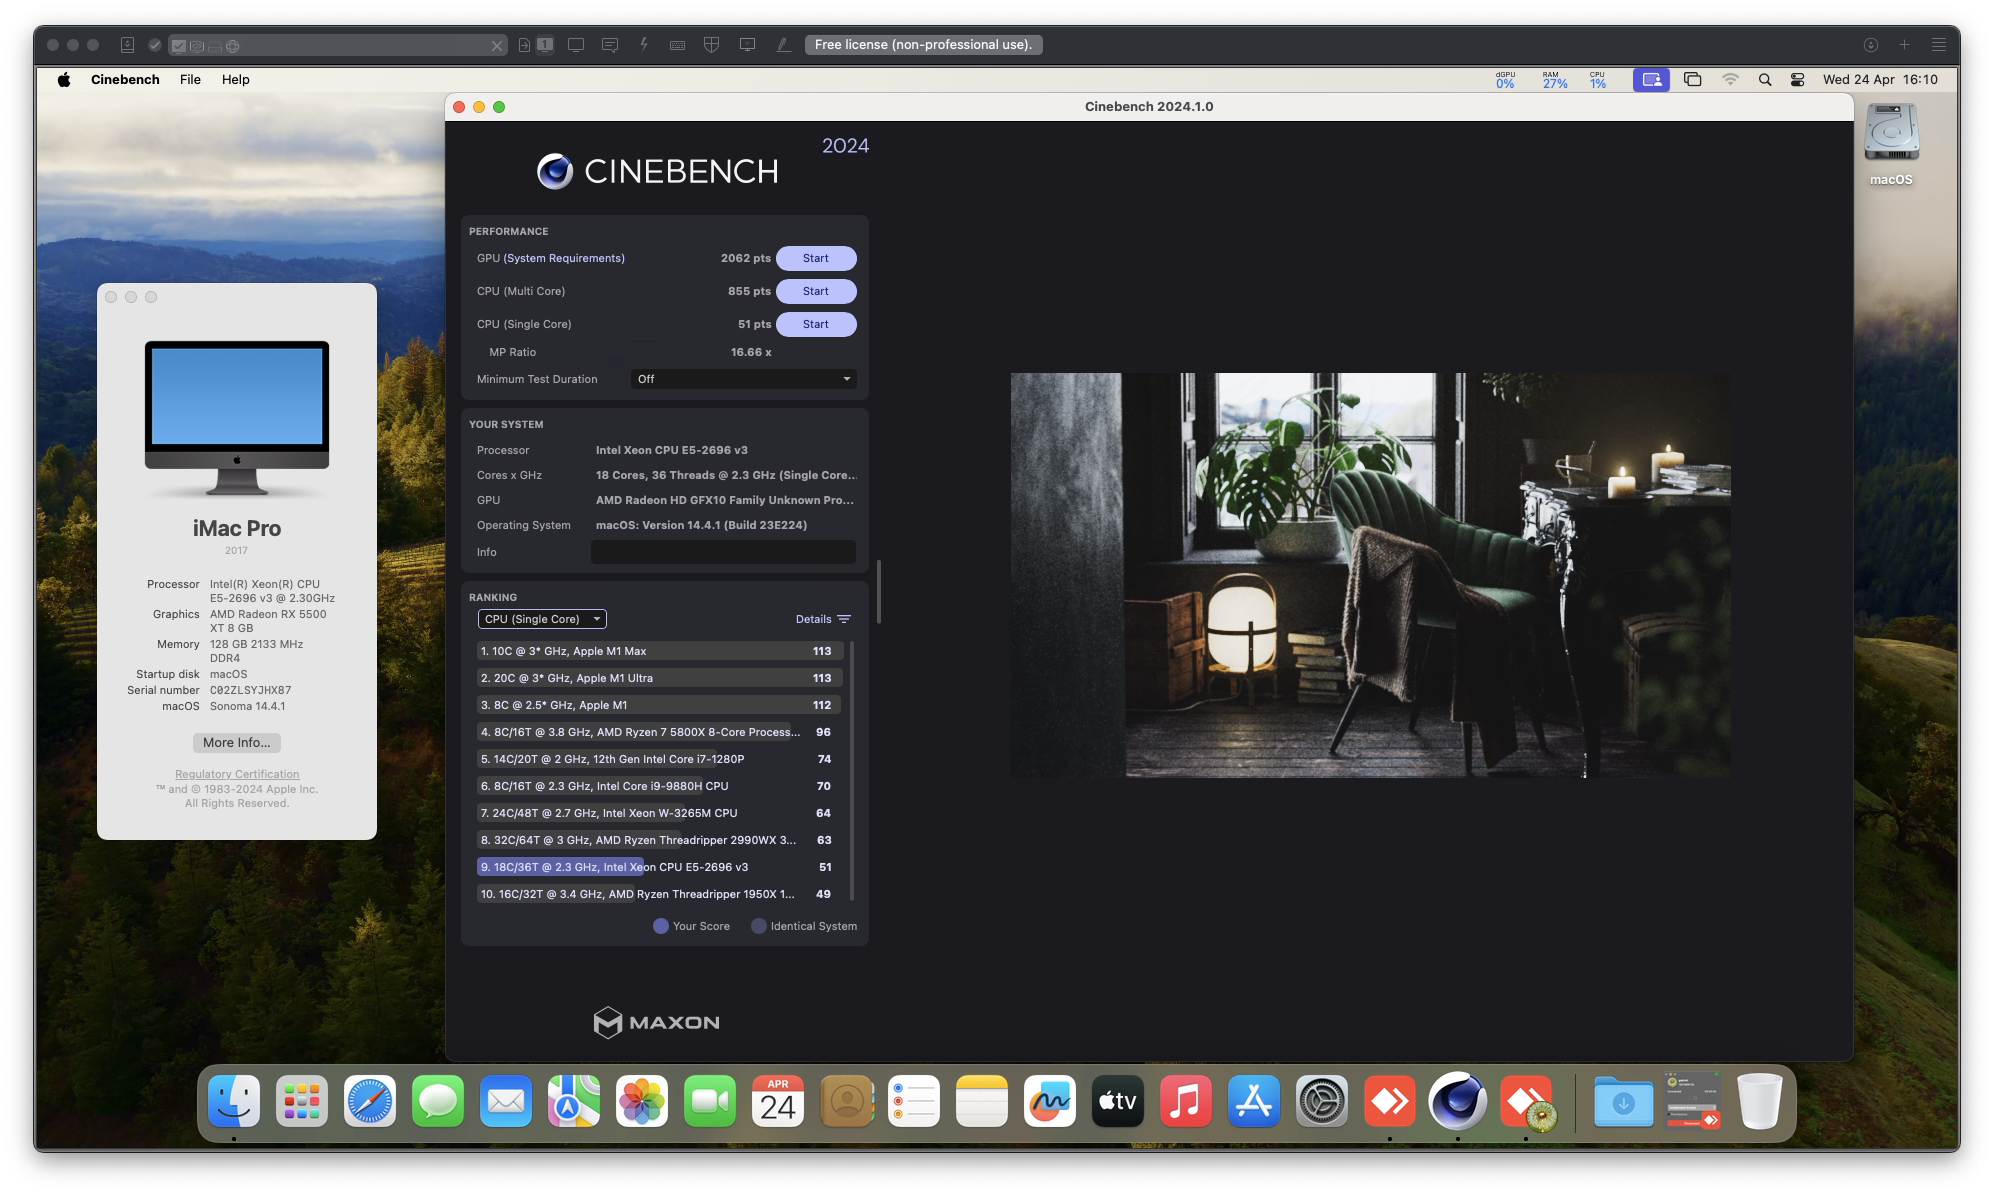 1
Free license (non-professional use).
Cinebench File Help
dGPU
0%
RAM
27%
CPU
1%
Wed 24 Apr 16:10
Cinebench 2024.1.0
macOS
CINEBENCH
2024
PERFORMANCE
GPU (System Requirements) 2062 pts Start
CPU (Multi Core) 855 pts Start
CPU (Single Core) 51 pts Start
MP Ratio 16.66 x
Minimum Test Duration Off
YOUR SYSTEM
Processor Intel Xeon CPU E5-2696 v3
Cores x GHz 18 Cores, 36 Threads @ 2.3 GHz (Single Core...
GPU AMD Radeon HD GFX10 Family Unknown Pro...
Operating System macOS: Version 14.4.1 (Build 23E224)
Info
RANKING
CPU (Single Core) Details
1. 10C @ 3* GHz, Apple M1 Max 113
2. 20C @ 3* GHz, Apple M1 Ultra 113
3. 8C @ 2.5* GHz, Apple M1 112
4. 8C/16T @ 3.8 GHz, AMD Ryzen 7 5800X 8-Core Process... 96
5. 14C/20T @ 2 GHz, 12th Gen Intel Core i7-1280P 74
6. 8C/16T @ 2.3 GHz, Intel Core i9-9880H CPU 70
7. 24C/48T @ 2.7 GHz, Intel Xeon W-3265M CPU 64
8. 32C/64T @ 3 GHz, AMD Ryzen Threadripper 2990WX 3... 63
9. 18C/36T @ 2.3 GHz, Intel Xeon CPU E5-2696 v3 51
10. 16C/32T @ 3.4 GHz, AMD Ryzen Threadripper 1950X 1... 49
Your Score Identical System
MAXON
iMac Pro
2017
Processor Intel(R) Xeon(R) CPU
E5-2696 v3 @ 2.30GHz
Graphics AMD Radeon RX 5500
XT 8 GB
Memory 128 GB 2133 MHz
DDR4
Startup disk macOS
Serial number C02ZLSYJHX87
macOS Sonoma 14.4.1
More Info...
Regulatory Certification
™ and © 1983-2024 Apple Inc.
All Rights Reserved.
APR
24
tv